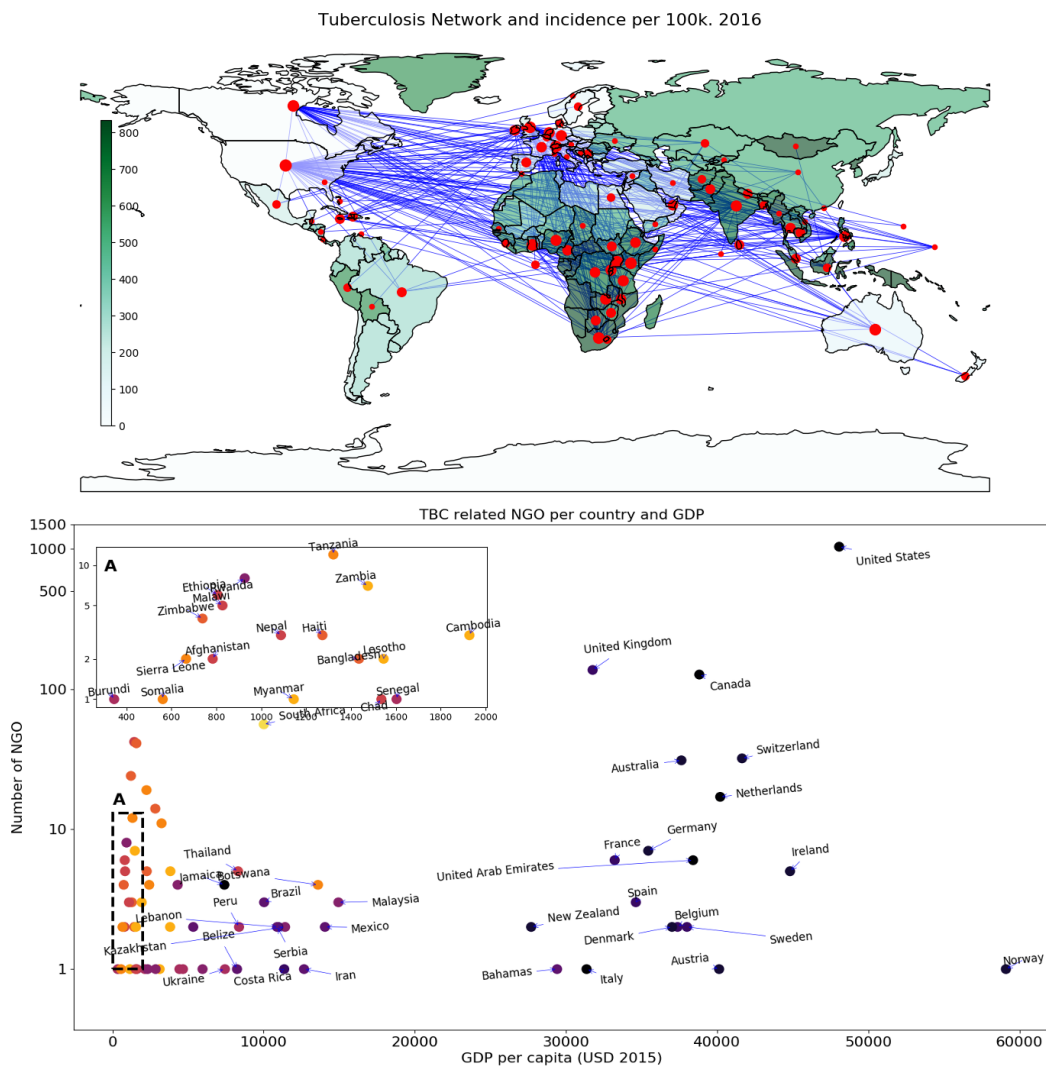 Tuberculosis Network and incidence per 100k. 2016
800
700
600
500
400
300
200
100
0
TBC related NGO per country and GDP
1500
1000
500
100
10
1
Number of NGO
A
10
5
2
1
Tanzania
Zambia
Ethiopia
Rwanda
Malawi
Zimbabwe
Nepal
Haiti
Cambodia
Afghanistan
Lesotho
Bangladesh
Sierra Leone
Burundi
Somalia
Myanmar
Senegal
Chad
400
600
800
1000
1200
1400
1600
1800
2000
South Africa
United States
United Kingdom
Canada
Switzerland
Australia
Netherlands
A
Germany
France
Ireland
United Arab Emirates
Thailand
Jamaica
Botswana
Brazil
Malaysia
Spain
Peru
Lebanon
Mexico
New Zealand
Belgium
Denmark
Sweden
Kazakhstan
Belize
Serbia
Ukraine
Costa Rica
Iran
Bahamas
Italy
Austria
Norway
0
10000
20000
30000
40000
50000
60000
GDP per capita (USD 2015)